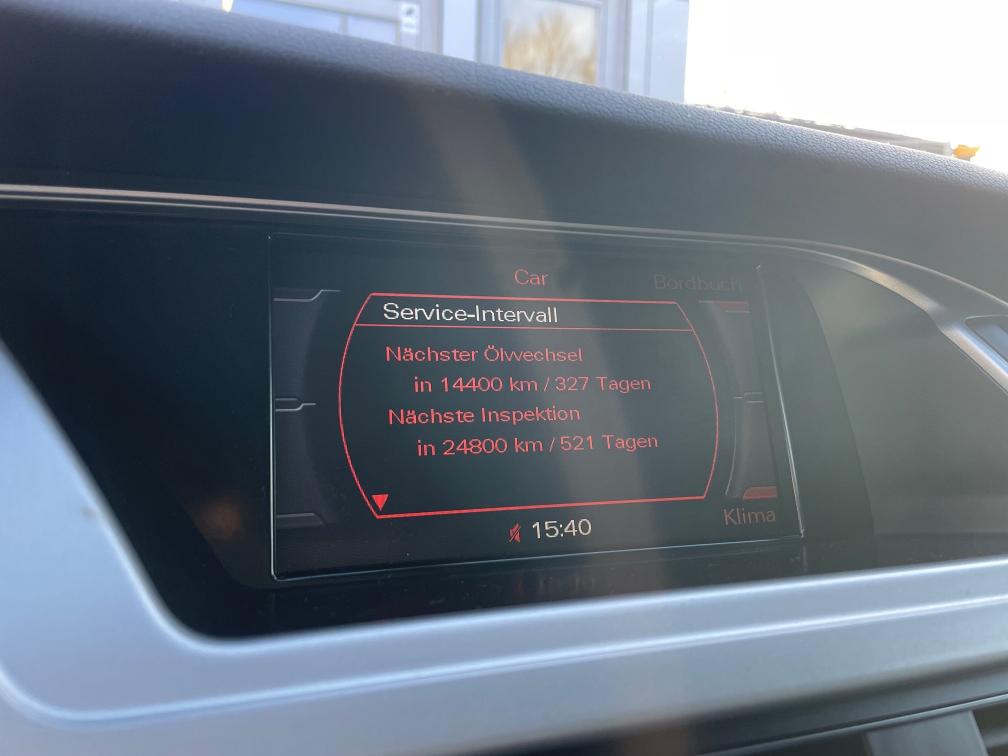 Car
Bordbuch
Service-Intervall
Nächster Ölwechsel
in 14400 km / 327 Tagen
Nächste Inspektion
in 24800 km / 521 Tagen
15:40
Klima